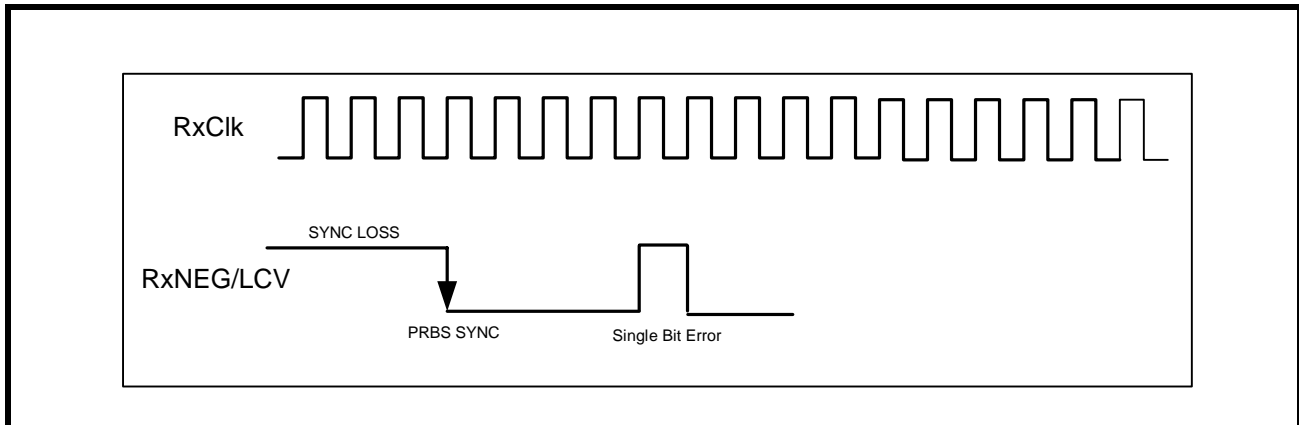 RxClk
SYNC LOSS
RxNEG/LCV
PRBS SYNC
Single Bit Error